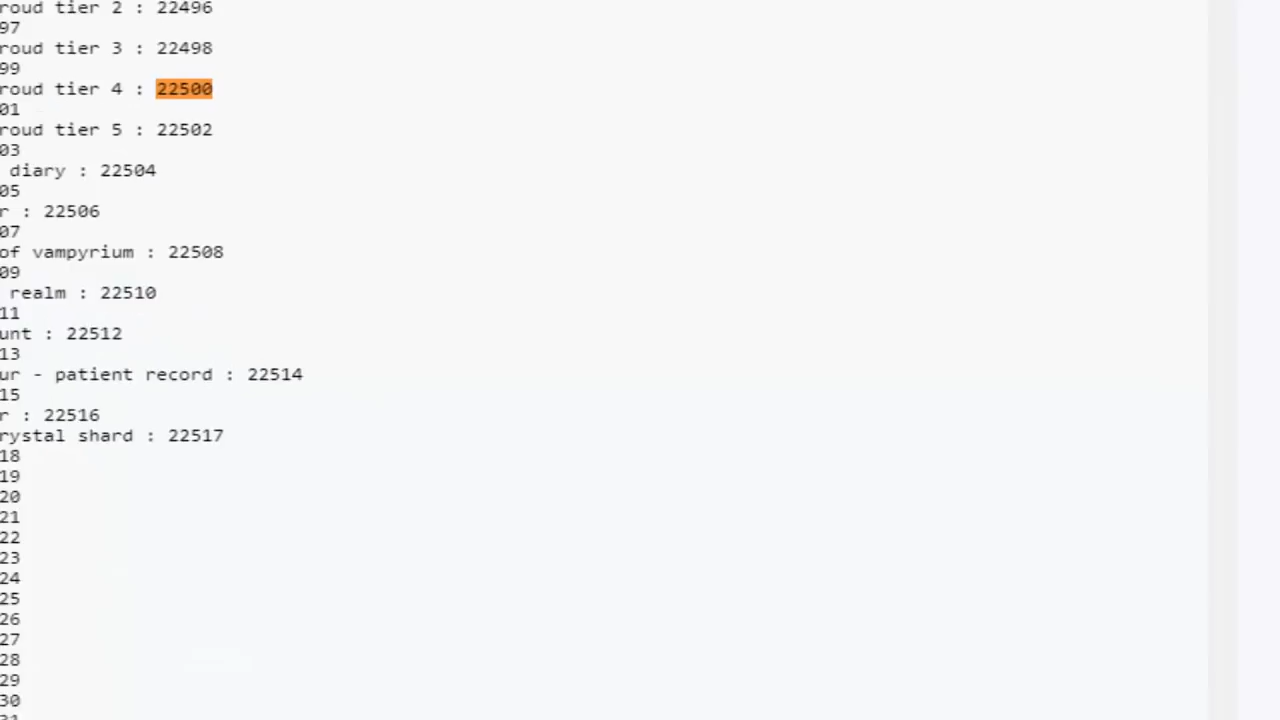 roud tier 2 : 22496
97
roud tier 3 : 22498
99
roud tier 4 : 22500
01
roud tier 5 : 22502
03
diary : 22504
05
r : 22506
07
of vampyrium : 22508
09
realm : 22510
11
unt : 22512
13
ur - patient record : 22514
15
r : 22516
rystal shard : 22517
18
19
20
21
22
23
24
25
26
27
28
29
30
31